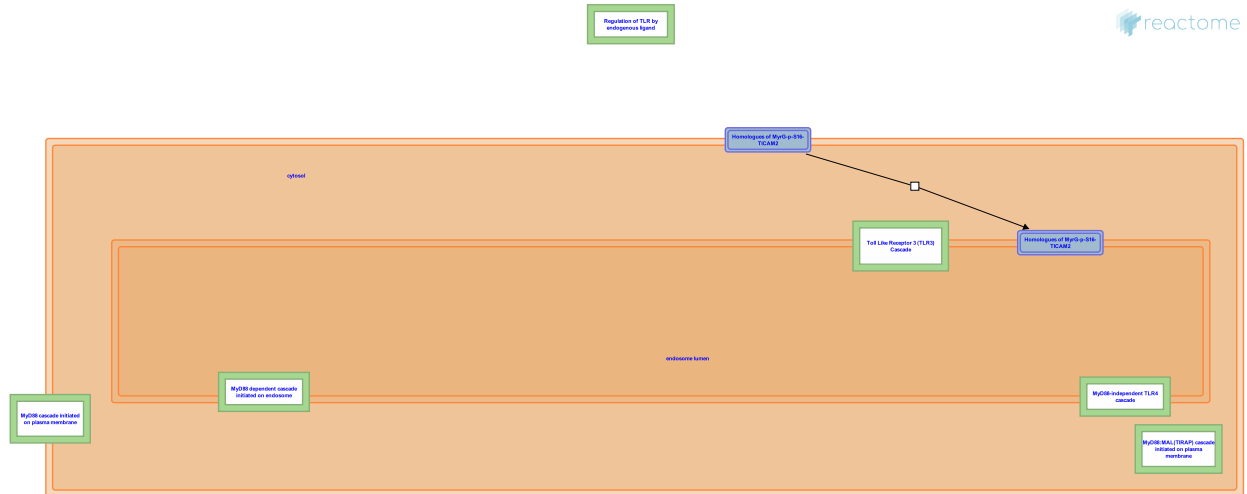 Regulation of TLR by
endogenous ligand
reactome
Homologues of MyrG-p-S16-
TICAM2
cytosol
Toll Like Receptor 3 (TLR3)
Cascade
Homologues of MyrG-p-S16-
TICAM2
endosome lumen
MyD88 dependent cascade
initiated on endosome
MyD88-independent TLR4
cascade
MyD88 cascade initiated
on plasma membrane
MyD88:MAL(TIRAP) cascade
initiated on plasma
membrane